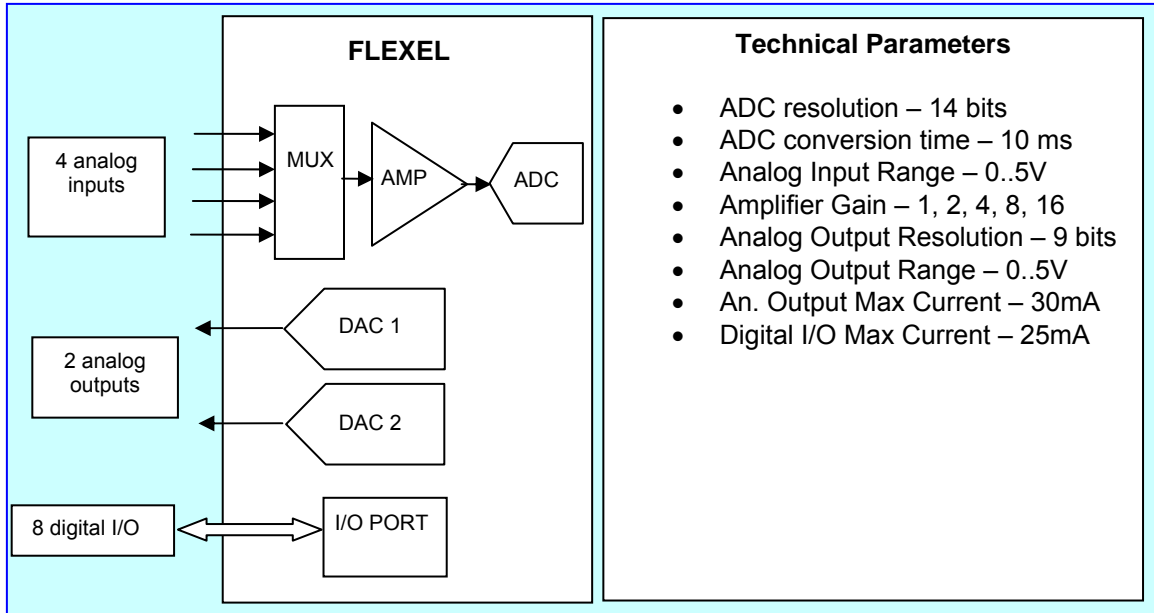 FLEXEL
4 analog
inputs
MUX
AMP
ADC
DAC 1
2 analog
outputs
DAC 2
8 digital I/O
I/O PORT
Technical Parameters
• ADC resolution – 14 bits
• ADC conversion time – 10 ms
• Analog Input Range – 0..5V
• Amplifier Gain – 1, 2, 4, 8, 16
• Analog Output Resolution – 9 bits
• Analog Output Range – 0..5V
• An. Output Max Current – 30mA
• Digital I/O Max Current – 25mA